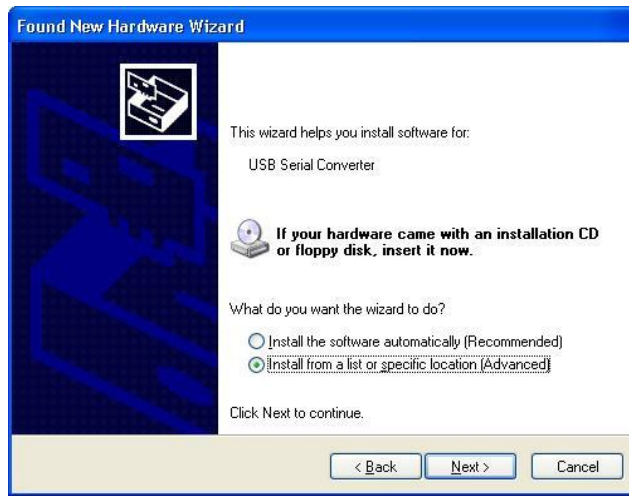 Found New Hardware Wizard
This wizard helps you install software for:
USB Serial Converter
If your hardware came with an installation CD
or floppy disk, insert it now.
What do you want the wizard to do?
Install the software automatically (Recommended)
Install from a list or specific location (Advanced)
Click Next to continue.
< Back Next > Cancel